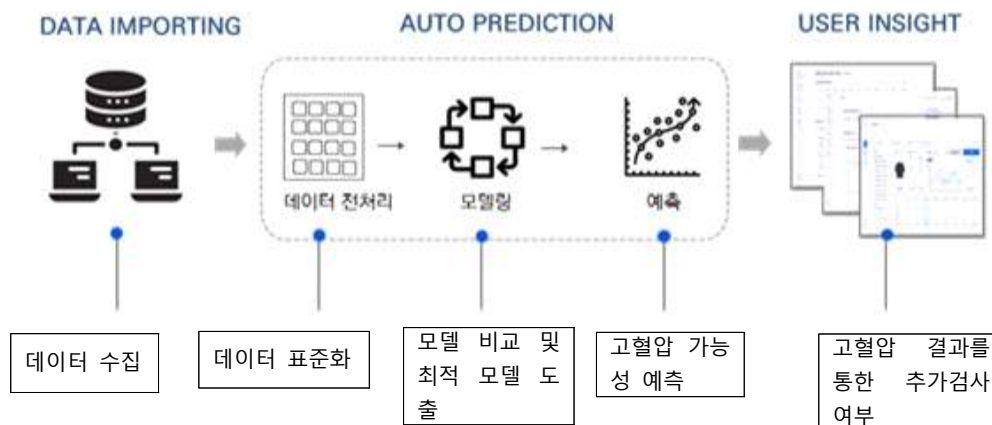 DATA IMPORTING
AUTO PREDICTION
USER INSIGHT
데이터 전처리
모델링
예측
데이터 수집
데이터 표준화
모델 비교 및
최적 모델 도
출
고혈압 가능
성 예측
고혈압 결과를
통한 추가검사
여부